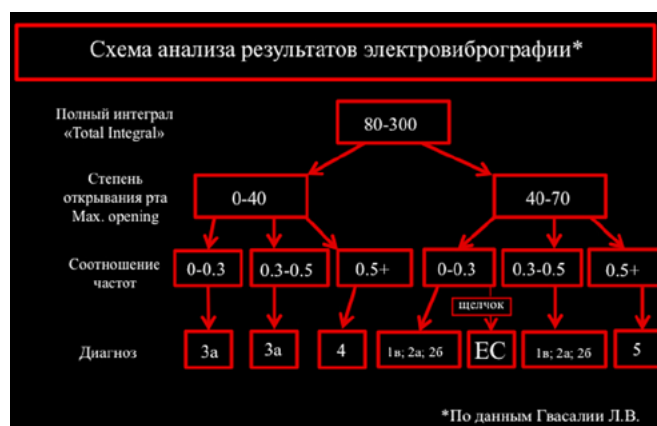 Схема анализа результатов электровибрографии*
Полный интеграл
«Total Integral»
80-300
Степень
открывания рта
Max. opening
0-40
40-70
Соотношение
частот
0-0.3
0.3-0.5
0.5+
0-0.3
0.3-0.5
0.5+
щелчок
Диагноз
3а
3а
4
1в; 2а; 2б
ЕС
1в; 2а; 2б
5
*По данным Гвасалии Л.В.